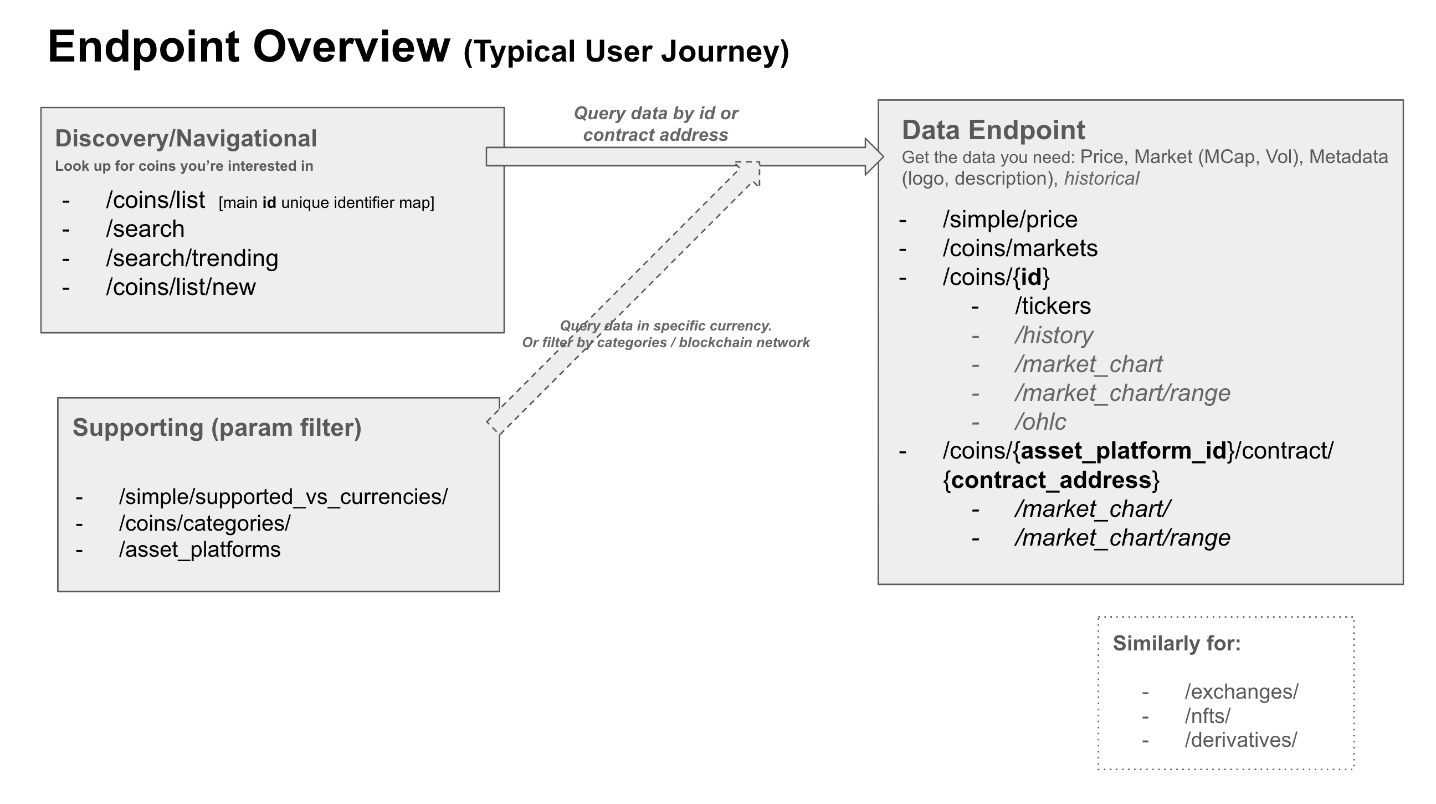 Endpoint Overview (Typical User Journey)
Discovery/Navigational
Look up for coins you're interested in
- /coins/list [main id unique identifier map]
- /search
- /search/trending
- /coins/list/new
Query data by id or
contract address
Query data in specific currency.
Or filter by categories / blockchain network
Supporting (param filter)
- /simple/supported_vs_currencies/
- /coins/categories/
- /asset_platforms
Data Endpoint
Get the data you need: Price, Market (MCap, Vol), Metadata
(logo, description), historical
- /simple/price
- /coins/markets
- /coins/{id}
- /tickers
- /history
- /market_chart
- /market_chart/range
- /ohlc
- /coins/{asset_platform_id}/contract/
{contract_address}
- /market_chart/
- /market_chart/range
Similarly for:
- /exchanges/
- /nfts/
- /derivatives/